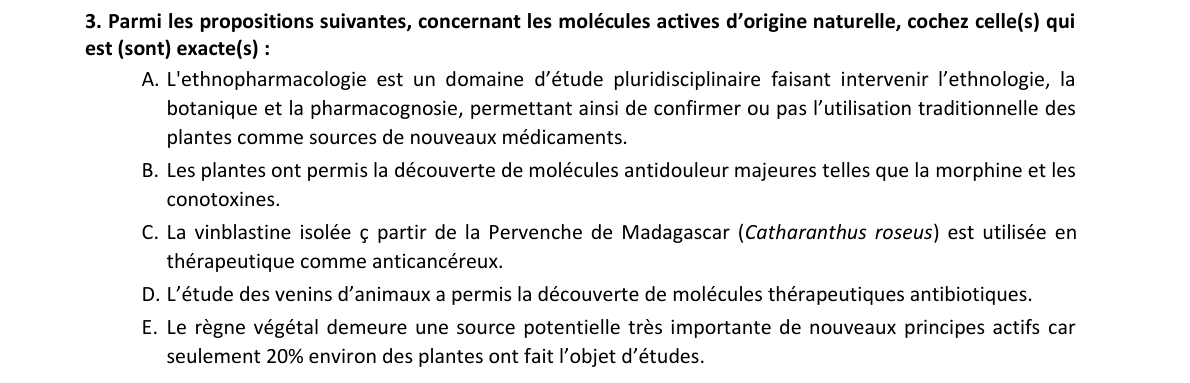 3. Parmi les propositions suivantes, concernant les molécules actives d’origine naturelle, cochez celle(s) qui
est (sont) exacte(s) :
A. L'ethnopharmacologie est un domaine d’étude pluridisciplinaire faisant intervenir l’ethnologie, la
botanique et la pharmacognosie, permettant ainsi de confirmer ou pas l’utilisation traditionnelle des
plantes comme sources de nouveaux médicaments.
B. Les plantes ont permis la découverte de molécules antidouleur majeures telles que la morphine et les
conotoxines.
C. La vinblastine isolée ç partir de la Pervenche de Madagascar (Catharanthus roseus) est utilisée en
thérapeutique comme anticancéreux.
D. L’étude des venins d’animaux a permis la découverte de molécules thérapeutiques antibiotiques.
E. Le règne végétal demeure une source potentielle très importante de nouveaux principes actifs car
seulement 20% environ des plantes ont fait l’objet d’études.